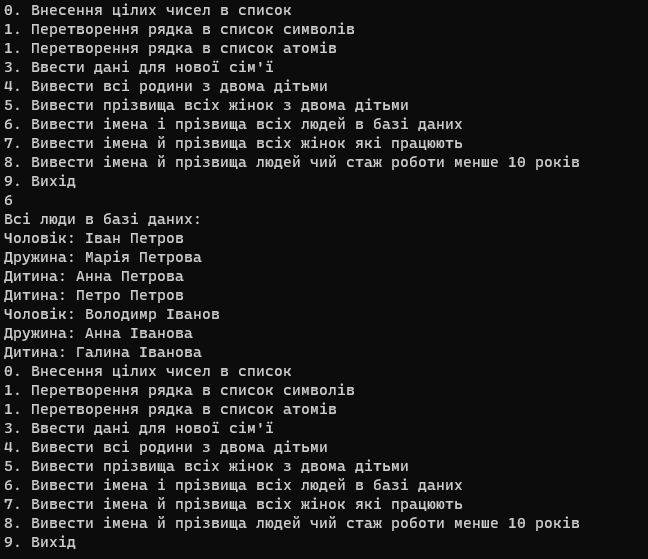 0. Внесення цілих чисел в список
1. Перетворення рядка в список символів
1. Перетворення рядка в список атомів
3. Ввести дані для нової сім'ї
4. Вивести всі родини з двома дітьми
5. Вивести прізвища всіх жінок з двома дітьми
6. Вивести імена і прізвища всіх людей в базі даних
7. Вивести імена й прізвища всіх жінок які працюють
8. Вивести імена й прізвища людей чий стаж роботи менше 10 років
9. Вихід
6
Всі люди в базі даних:
Чоловік: Іван Петров
Дружина: Марія Петрова
Дитина: Анна Петрова
Дитина: Петро Петров
Чоловік: Володимр Іванов
Дружина: Анна Іванова
Дитина: Галина Іванова
0. Внесення цілих чисел в список
1. Перетворення рядка в список символів
1. Перетворення рядка в список атомів
3. Ввести дані для нової сім'ї
4. Вивести всі родини з двома дітьми
5. Вивести прізвища всіх жінок з двома дітьми
6. Вивести імена і прізвища всіх людей в базі даних
7. Вивести імена й прізвища всіх жінок які працюють
8. Вивести імена й прізвища людей чий стаж роботи менше 10 років
9. Вихід